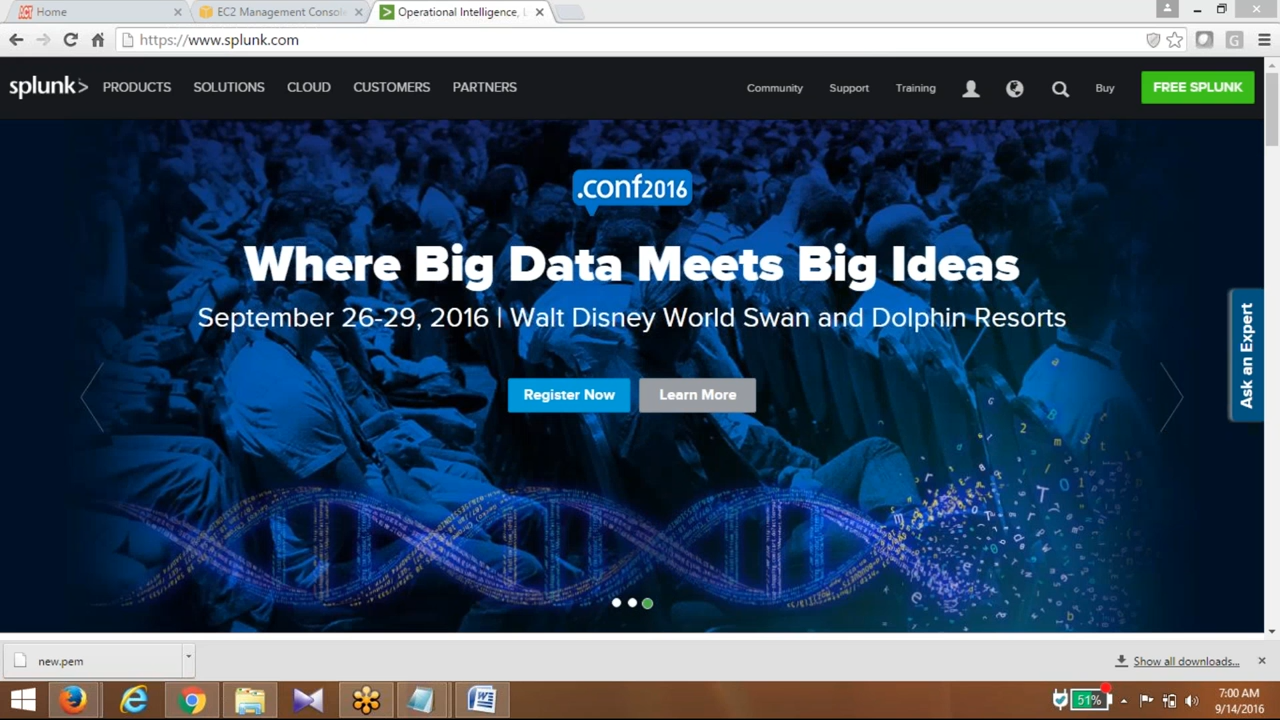 Home
EC2 Management Consol
Operational Intelligence, L
https://www.splunk.com
splunk>
PRODUCTS
SOLUTIONS
CLOUD
CUSTOMERS
PARTNERS
Community
Support
Training
Buy
FREE SPLUNK
.conf2016
Where Big Data Meets Big Ideas
September 26-29, 2016 | Walt Disney World Swan and Dolphin Resorts
Register Now
Learn More
Ask an Expert
new.pem
Show all downloads...
51%
7:00 AM
9/14/2016